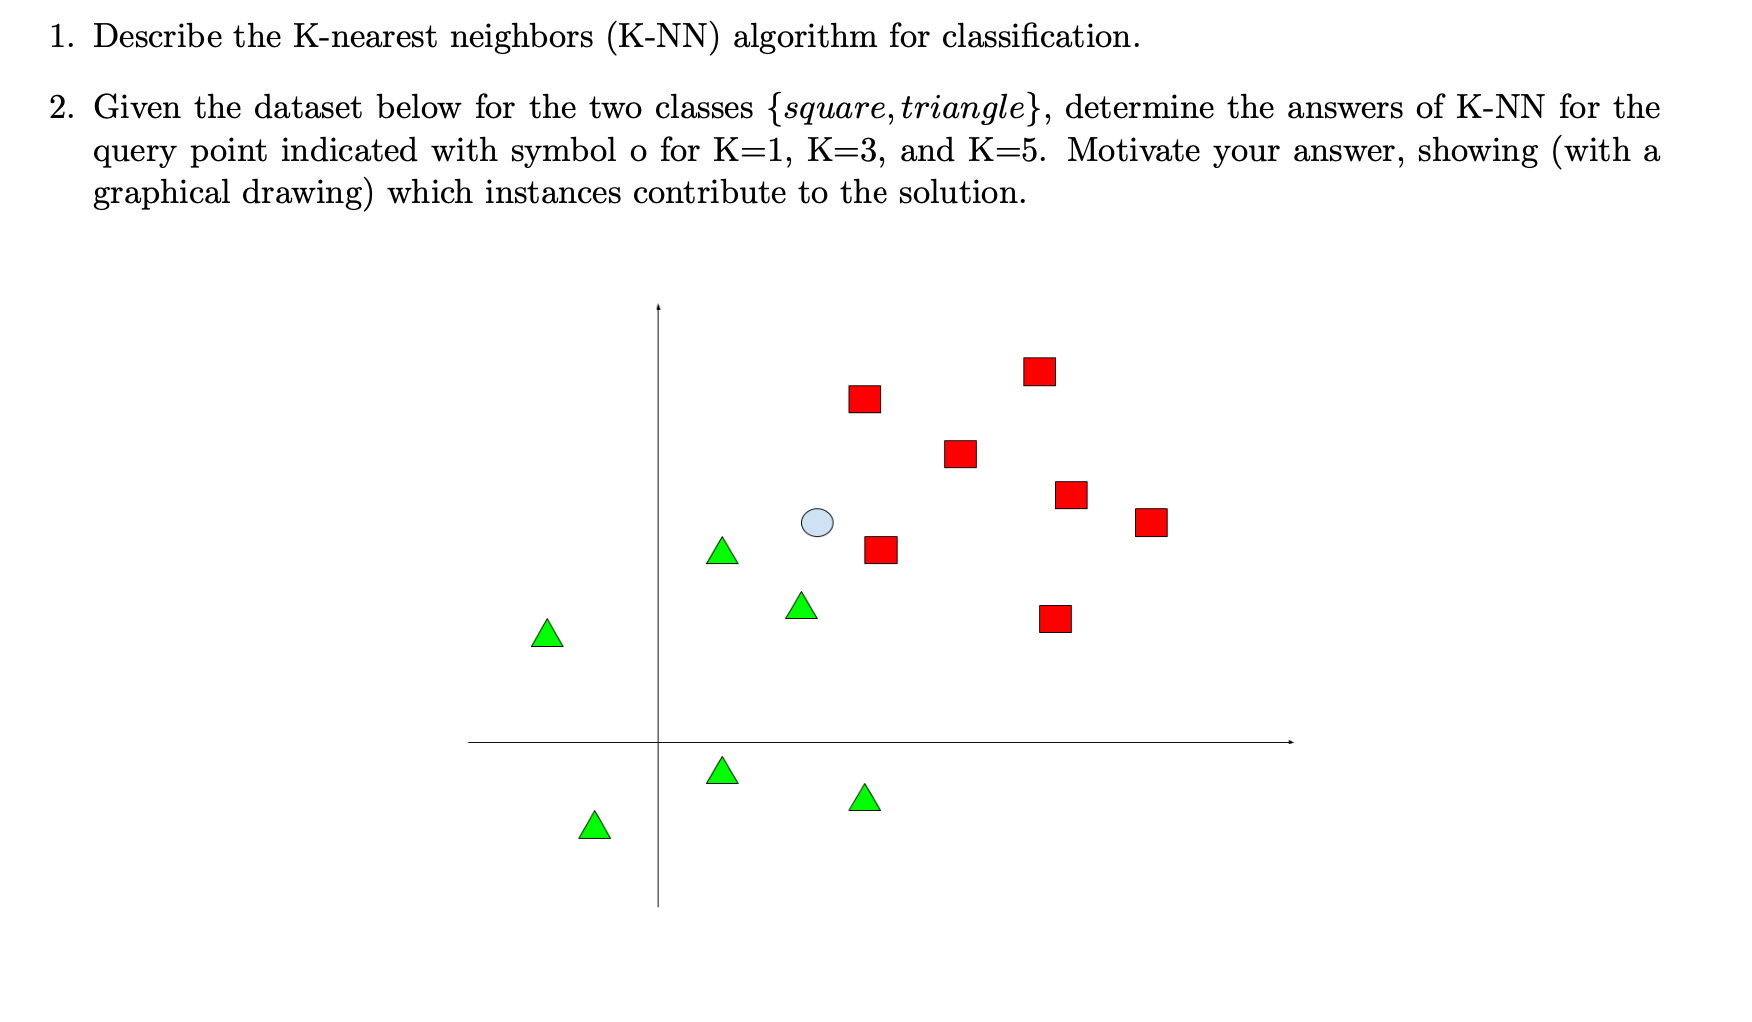 1. Describe the K-nearest neighbors (K-NN) algorithm for classification.
2. Given the dataset below for the two classes {square, triangle}, determine the answers of K-NN for the
query point indicated with symbol o for K=1, K=3, and K=5. Motivate your answer, showing (with a
graphical drawing) which instances contribute to the solution.